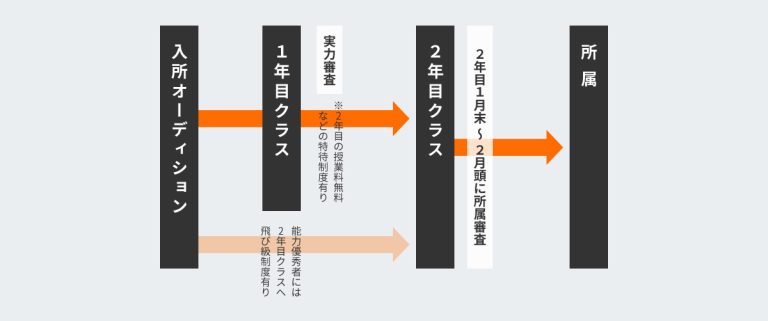 入所オーディション
１年目クラス
実力審査
※２年目の授業料無料
などの特待制度有り
能力優秀者には
２年目クラスへ
飛び級制度有り
２年目クラス
２年目１月末～２月頭に所属審査
所属